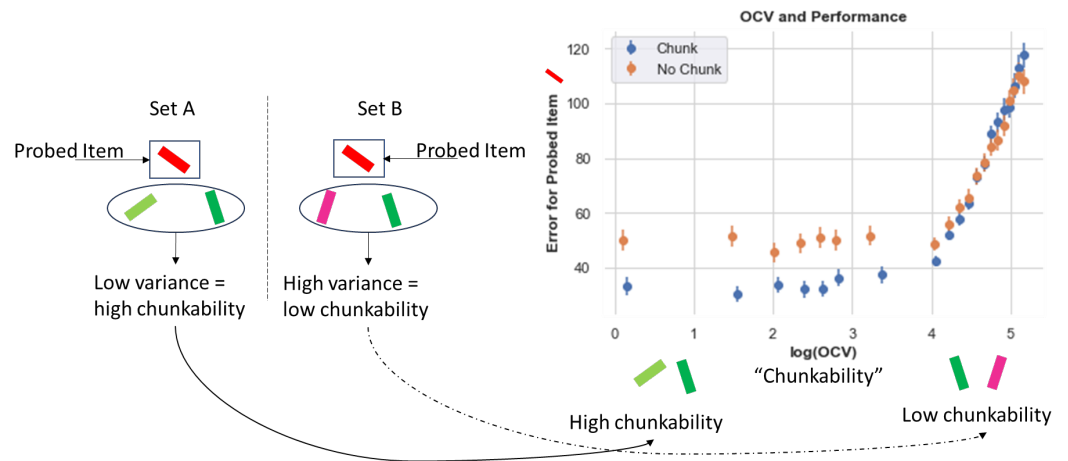 OCV and Performance
Chunk
No Chunk
120
100
80
60
40
Error for Probed Item
0
1
2
3
4
5
log(OCV)
"Chunkability"
Set A
Set B
Probed Item
Probed Item
Low variance =
high chunkability
High variance =
low chunkability
High chunkability
Low chunkability